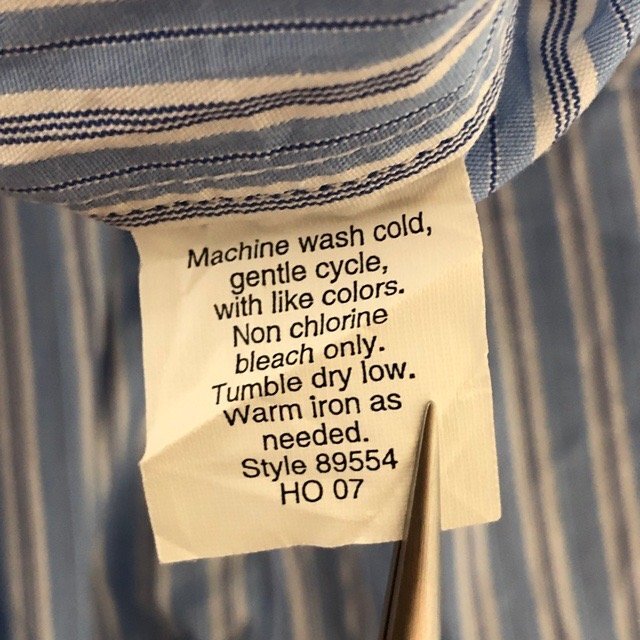 Machine wash cold,
gentle cycle,
with like colors.
Non chlorine
bleach only.
Tumble dry low.
Warm iron as
needed.
Style 89554
HO 07